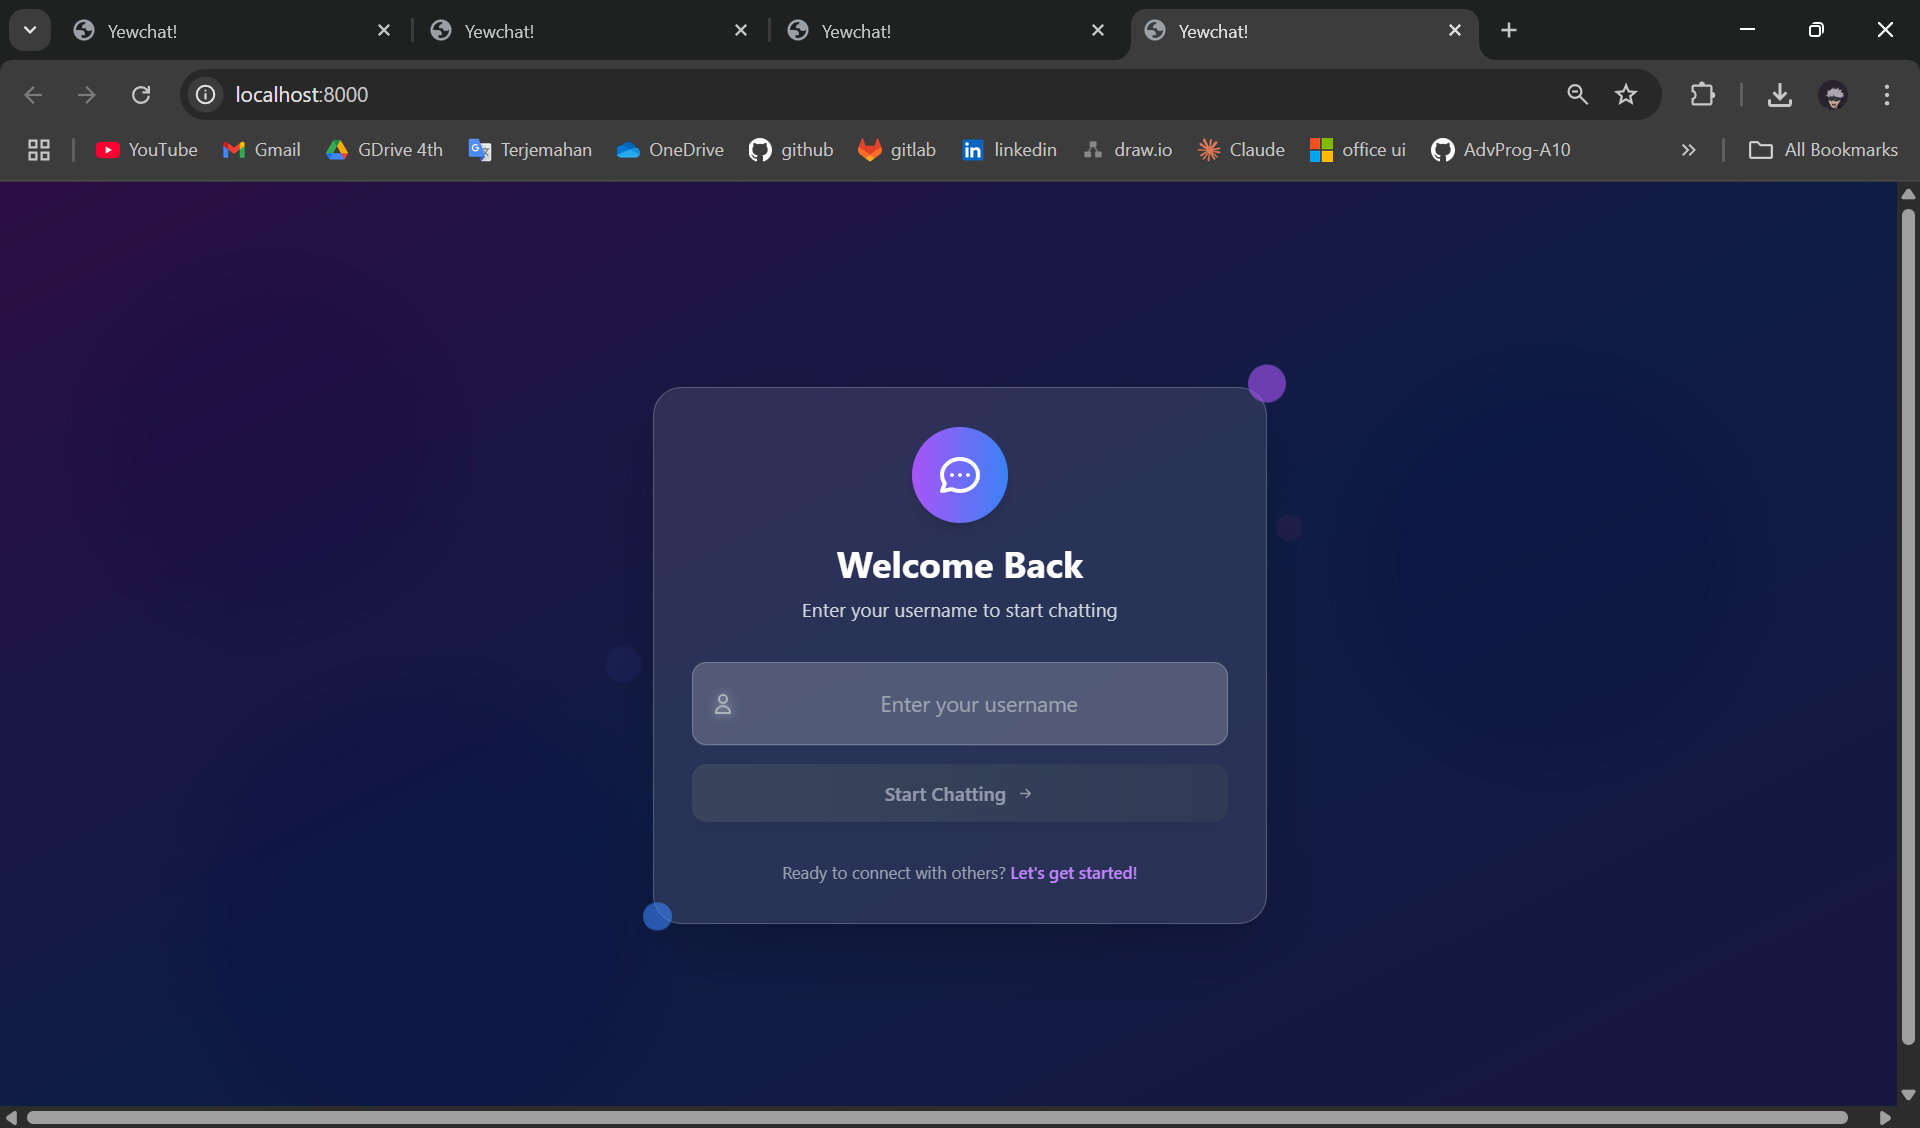 Yewchat! Yewchat! Yewchat! Yewchat!
localhost:8000
YouTube Gmail GDrive 4th Terjemahan OneDrive github gitlab linkedin draw.io Claude office ui AdvProg-A10 All Bookmarks
Welcome Back
Enter your username to start chatting
Enter your username
Start Chatting →
Ready to connect with others? Let's get started!